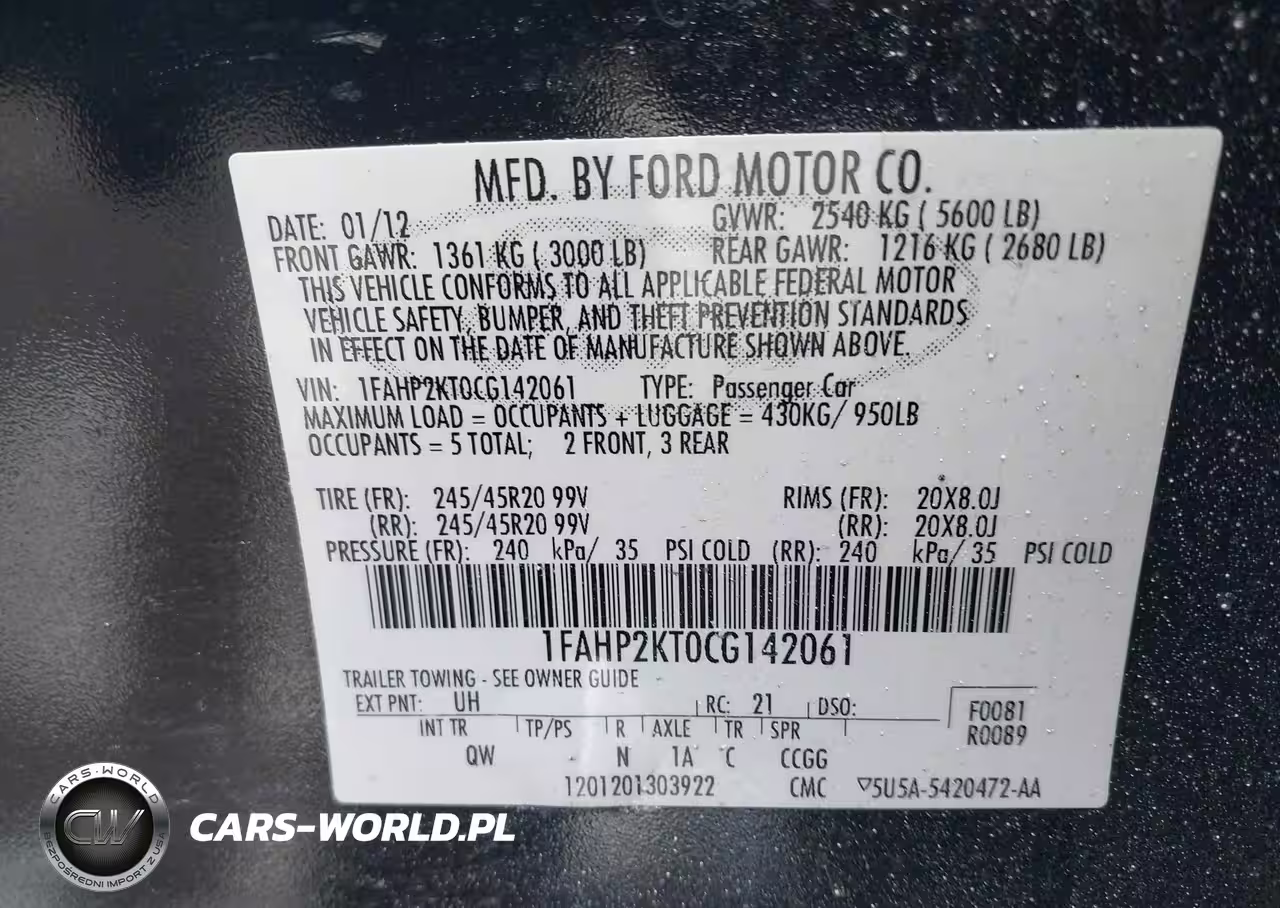 MFD. BY FORD MOTOR CO.
DATE: 01/12 GVWR: 2540 KG ( 5600 LB)
FRONT GAWR: 1361 KG ( 3000 LB) REAR GAWR: 1216 KG ( 2680 LB)
THIS VEHICLE CONFORMS TO ALL APPLICABLE FEDERAL MOTOR
VEHICLE SAFETY, BUMPER, AND THEFT PREVENTION STANDARDS
IN EFFECT ON THE DATE OF MANUFACTURE SHOWN ABOVE.
VIN: 1FAHP2KT0CG142061 TYPE: Passenger Car
MAXIMUM LOAD = OCCUPANTS + LUGGAGE = 430KG/ 950LB
OCCUPANTS = 5 TOTAL; 2 FRONT, 3 REAR
TIRE (FR): 245/45R20 99V RIMS (FR): 20X8.0J
(RR): 245/45R20 99V (RR): 20X8.0J
PRESSURE (FR): 240 kPa/ 35 PSI COLD (RR): 240 kPa/ 35 PSI COLD
1FAHP2KT0CG142061
TRAILER TOWING - SEE OWNER GUIDE
EXT PNT: UH RC: 21 DSO:
F0081
INT TR TP/PS R AXLE TR SPR
R0089
QW N 1A C CCGG
1201201303922 CMC ▽5U5A-5420472-AA
CARS-WORLD
CW
BEZPOŚREDNI IMPORT Z USA
CARS-WORLD.PL